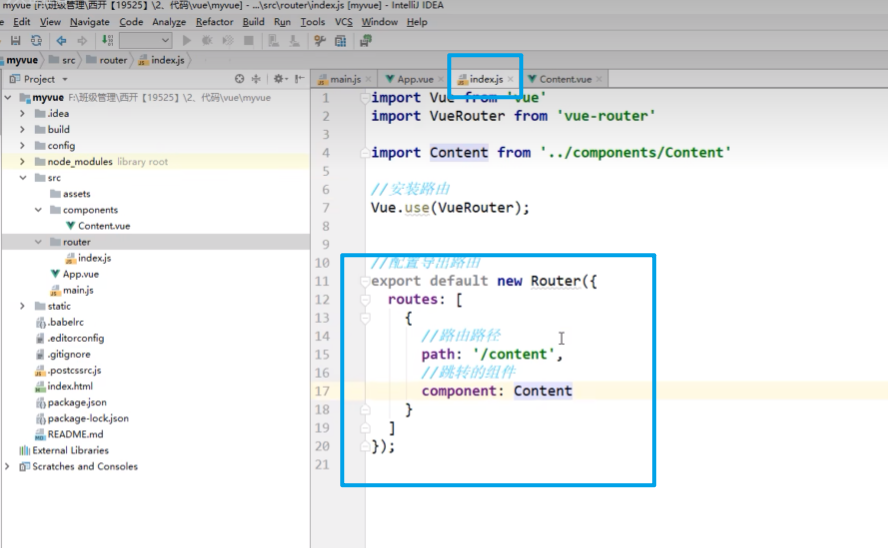 myvue [F:\班级管理\西开【19525】\2、代码\vue\myvue] - ...\src\router\index.js [myvue] - IntelliJ IDEA
Edit View Navigate Code Analyze Refactor Build Run Tools VCS Window Help
myvue src router index.js
Project
main.js App.vue index.js Content.vue
myvue F:\班级管理\西开【19525】\2、代码\vue\myvue
.idea
build
config
node_modules library root
src
assets
components
Content.vue
router
index.js
App.vue
main.js
static
.babelrc
.editorconfig
.gitignore
.postcssrc.js
index.html
package.json
package-lock.json
README.md
External Libraries
Scratches and Consoles
1 import Vue from 'vue'
2 import VueRouter from 'vue-router'
3
4 import Content from '../components/Content'
5
6 //安装路由
7 Vue.use(VueRouter);
8
9
10 //配置导出路由
11 export default new Router({
12 routes: [
13 {
14 //路由路径
15 path: '/content',
16 //跳转的组件
17 component: Content
18 }
19 ]
20 });
21